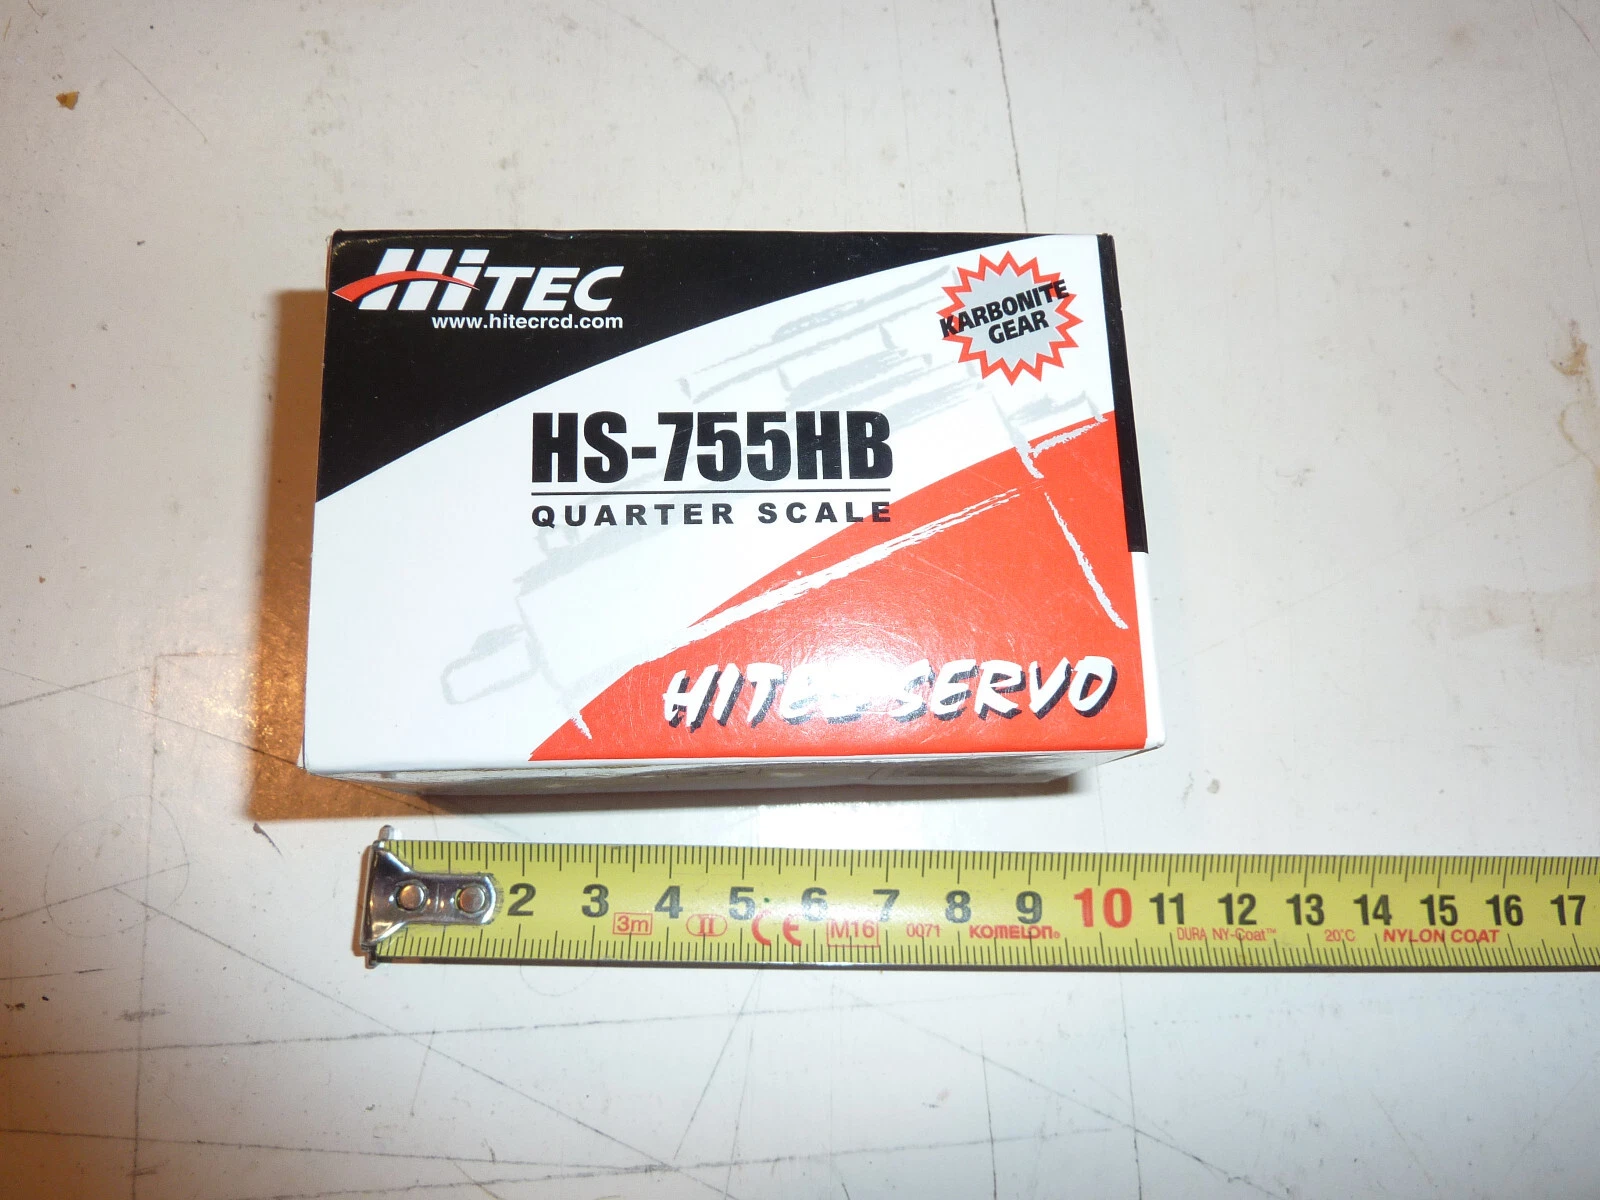 HiTEC
www.hitecrcd.com
KARBONITE
GEAR
HS-755HB
QUARTER SCALE
HITEC SERVO
2 3 4 5 6 7 8 9 10 11 12 13 14 15 16 17
3m II CE M16 0071 KOMELON DURA NY-Coat™ 20°C NYLON COAT